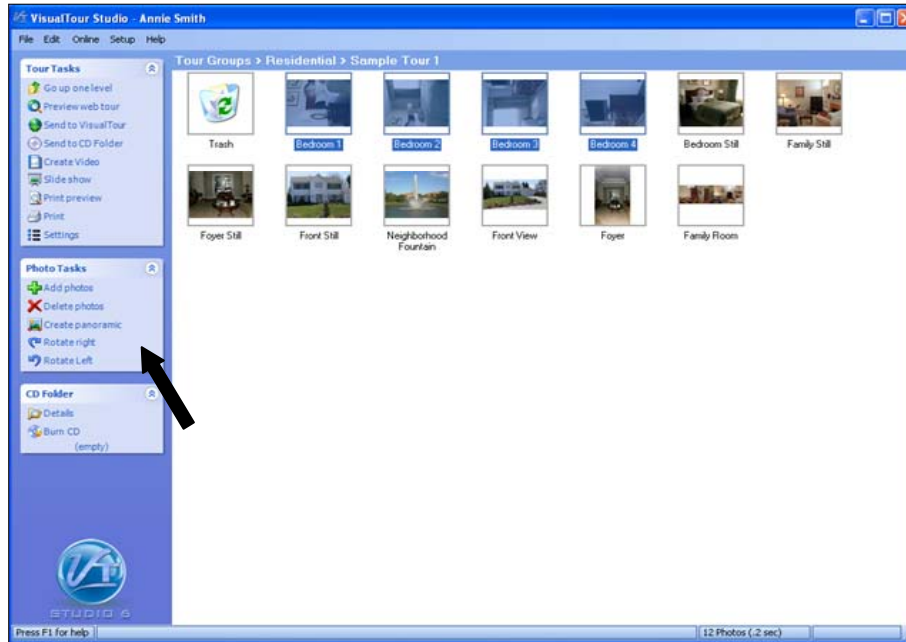 VisualTour Studio - Annie Smith
File Edit Online Setup Help
Tour Groups > Residential > Sample Tour 1
Tour Tasks
Go up one level
Preview web tour
Send to VisualTour
Send to CD Folder
Create Video
Slide show
Print preview
Print
Settings
Photo Tasks
Add photos
Delete photos
Create panoramic
Rotate right
Rotate Left
CD Folder
Details
Burn CD
(empty)
Trash Bedroom 1 Bedroom 2 Bedroom 3 Bedroom 4 Bedroom Still Family Still
Foyer Still Front Still Neighborhood Front View Foyer Family Room
Fountain
STUDIO 6
Press F1 for help 12 Photos (.2 sec)